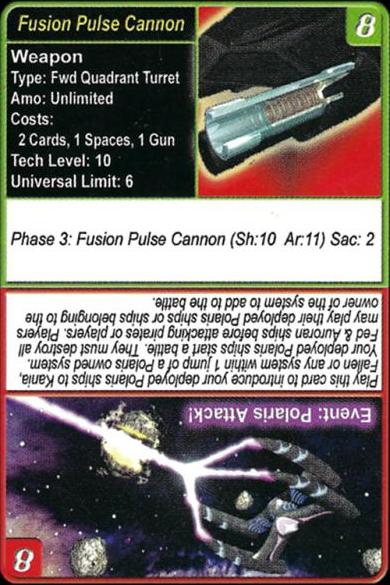 Fusion Pulse Cannon
8
Weapon
Type: Fwd Quadrant Turret
Amo: Unlimited
Costs:
2 Cards, 1 Spaces, 1 Gun
Tech Level: 10
Universal Limit: 6
Phase 3: Fusion Pulse Cannon (Sh:10 Ar:11) Sac: 2
8
Event: Polaris Attack!
Play this card to introduce your deployed Polaris ships to Kania,
Fallen or any system within 1 jump of a Polaris owned system.
Your deployed Polaris ships start a battle. They must destroy all
Fed & Auroran ships before attacking pirates or players. Players
may play their deployed Polaris ships or ships belonging to the
owner of the system to add to the battle.